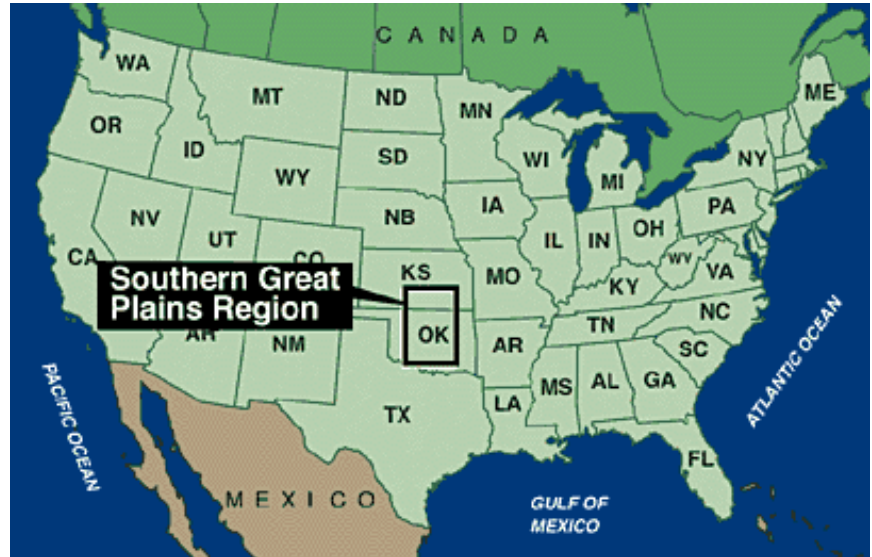 CANADA
WA
MT
ND
MN
ME
OR
ID
SD
WI
NY
WY
MI
NV
NB
IA
PA
CA
UT
CO
IL
IN
OH
KS
MO
WV
VA
KY
Southern Great
Plains Region
NC
TN
OK
AR
NM
AR
SC
MS
AL
GA
TX
LA
PACIFIC OCEAN
ATLANTIC OCEAN
FL
MEXICO
GULF OF
MEXICO